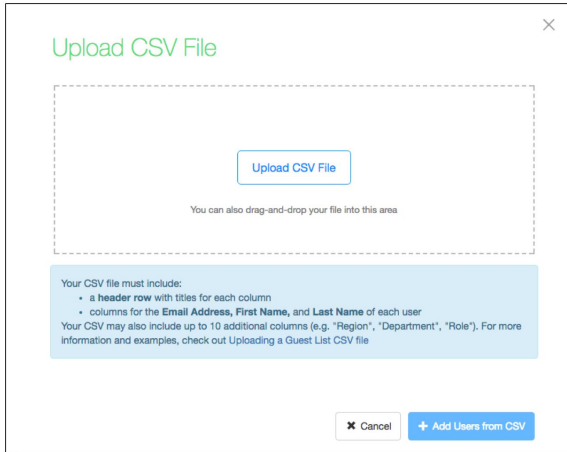 Upload CSV File
Upload CSV File
You can also drag-and-drop your file into this area
Your CSV file must include:
• a header row with titles for each column
• columns for the Email Address, First Name, and Last Name of each user
Your CSV may also include up to 10 additional columns (e.g. "Region", "Department", "Role"). For more
information and examples, check out Uploading a Guest List CSV file
✖ Cancel
+ Add Users from CSV